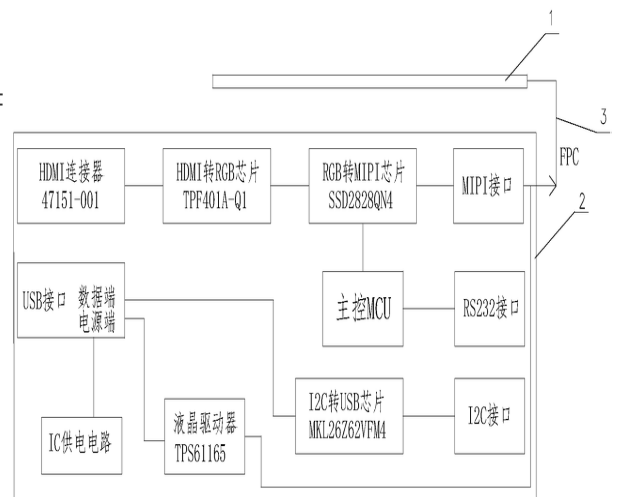 1
3
FPC
HDMI连接器
47151-001
HDMI转RGB芯片
TPF401A-Q1
RGB转MIPI芯片
SSD2828QN4
MIPI接口
2
USB接口
数据端
电源端
主控MCU
RS232接口
IC供电电路
液晶驱动器
TPS61165
I2C转USB芯片
MKL26Z62VFM4
I2C接口